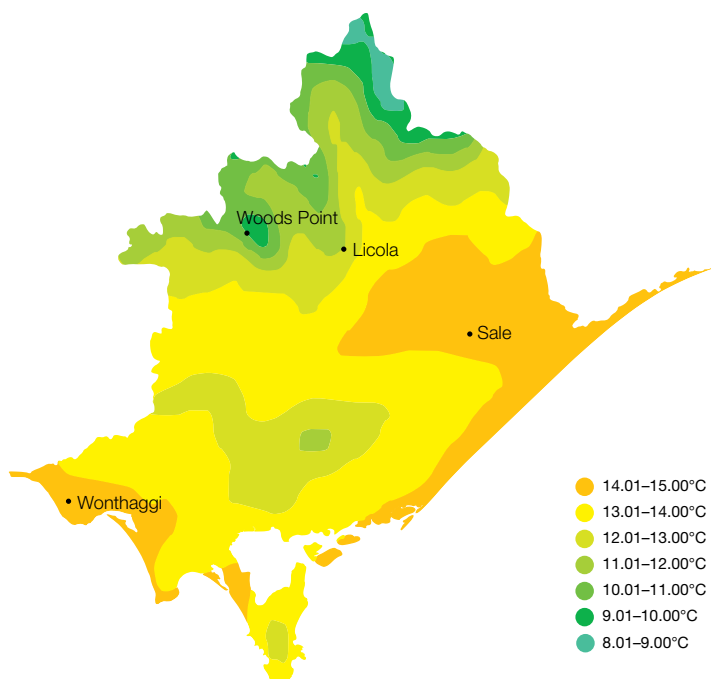 Woods Point
Licola
Sale
Wonthaggi
14.01–15.00°C
13.01–14.00°C
12.01–13.00°C
11.01–12.00°C
10.01–11.00°C
9.01–10.00°C
8.01–9.00°C